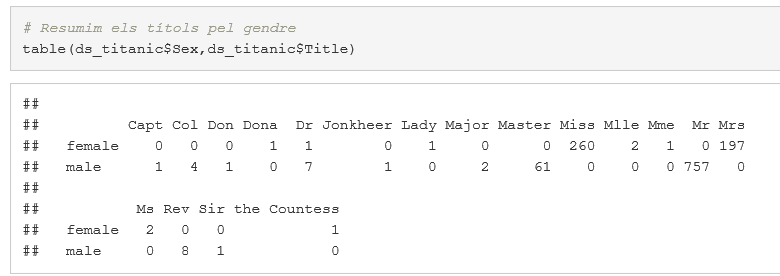 # Resumim els titols pel gendre
table(ds_titanic$Sex,ds_titanic$Title)
##
##          Capt Col Don Dona  Dr Jonkheer Lady Major Master Miss Mlle Mme  Mr Mrs
##   female    0   0   0    1   1        0    1     0      0  260    2   1   0 197
##   male      1   4   1    0   7        1    0     2     61    0    0   0 757   0
##
##           Ms Rev Sir the Countess
##   female   2   0   0            1
##   male     0   8   1            0